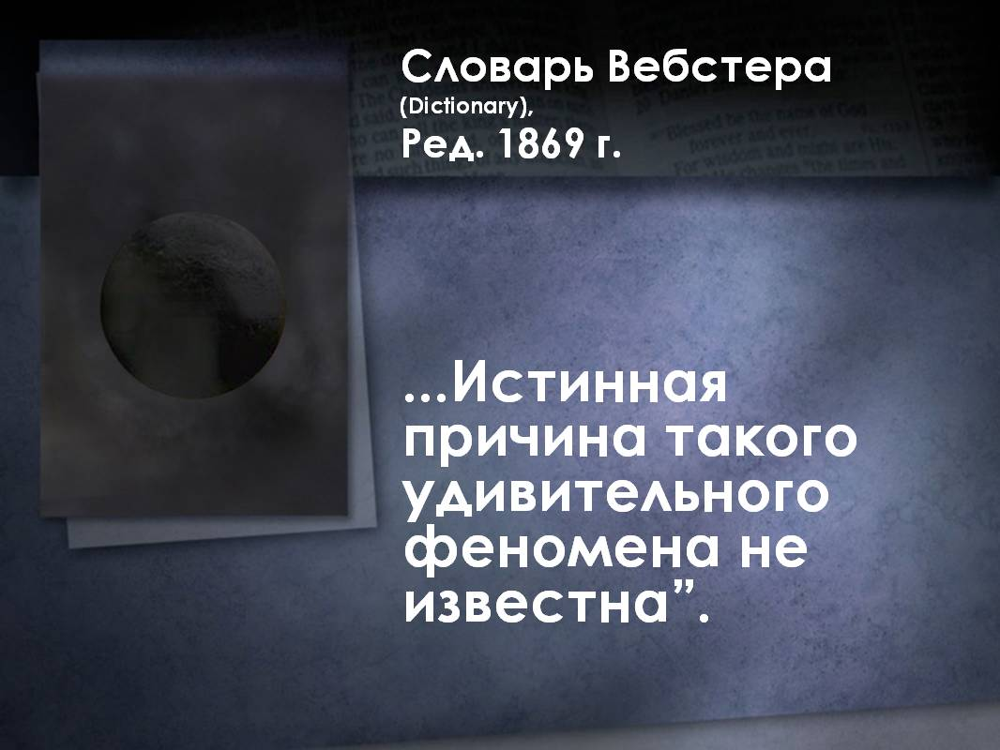 Словарь Вебстера
(Dictionary),
Ред. 1869 г.
...Истинная
причина такого
удивительного
феномена не
известна”.